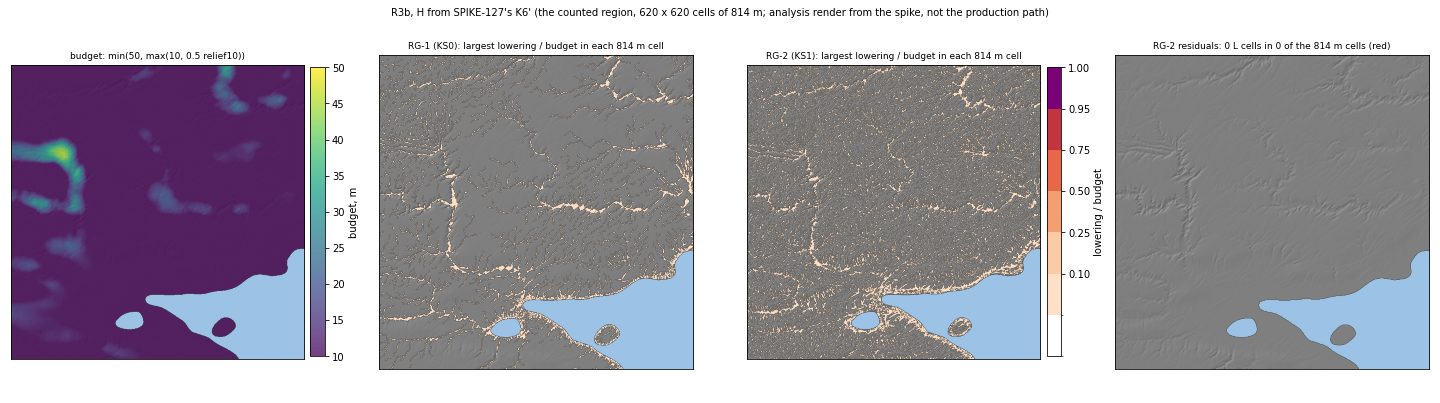 R3b, H from SPIKE-127's K6' (the counted region, 620 x 620 cells of 814 m; analysis render from the spike, not the production path)
budget: min(50, max(10, 0.5 relief10))
50
45
40
35
30
25
20
15
10
budget, m
RG-1 (KS0): largest lowering / budget in each 814 m cell
RG-2 (KS1): largest lowering / budget in each 814 m cell
1.00
0.95
0.75
0.50
0.25
0.10
lowering / budget
RG-2 residuals: 0 L cells in 0 of the 814 m cells (red)